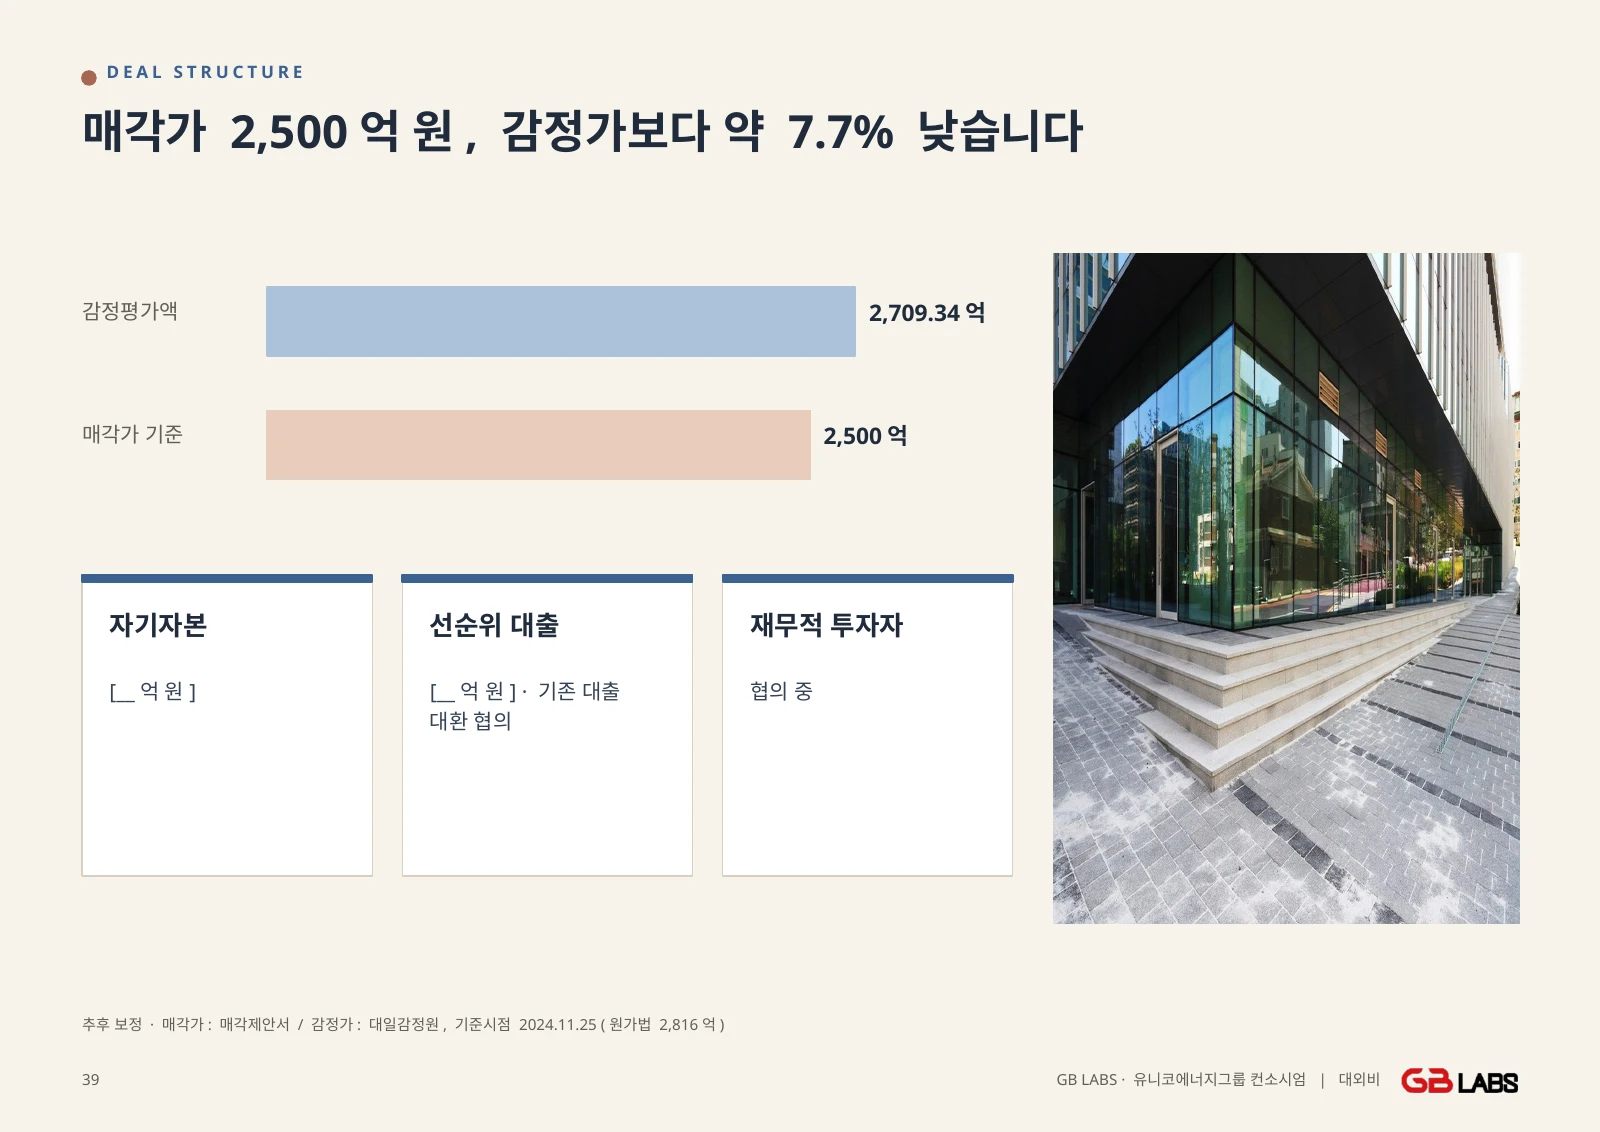 DEAL STRUCTURE
매각가 2,500 억 원 , 감정가보다 약 7.7% 낮습니다
감정평가액
2,709.34 억
매각가 기준
2,500 억
자기자본
[__ 억 원 ]
선순위 대출
[__ 억 원 ] · 기존 대출
대환 협의
재무적 투자자
협의 중
추후 보정 · 매각가 : 매각제안서 / 감정가 : 대일감정원 , 기준시점 2024.11.25 ( 원가법 2,816 억 )
39
GB LABS · 유니코에너지그룹 컨소시엄 | 대외비
GB LABS